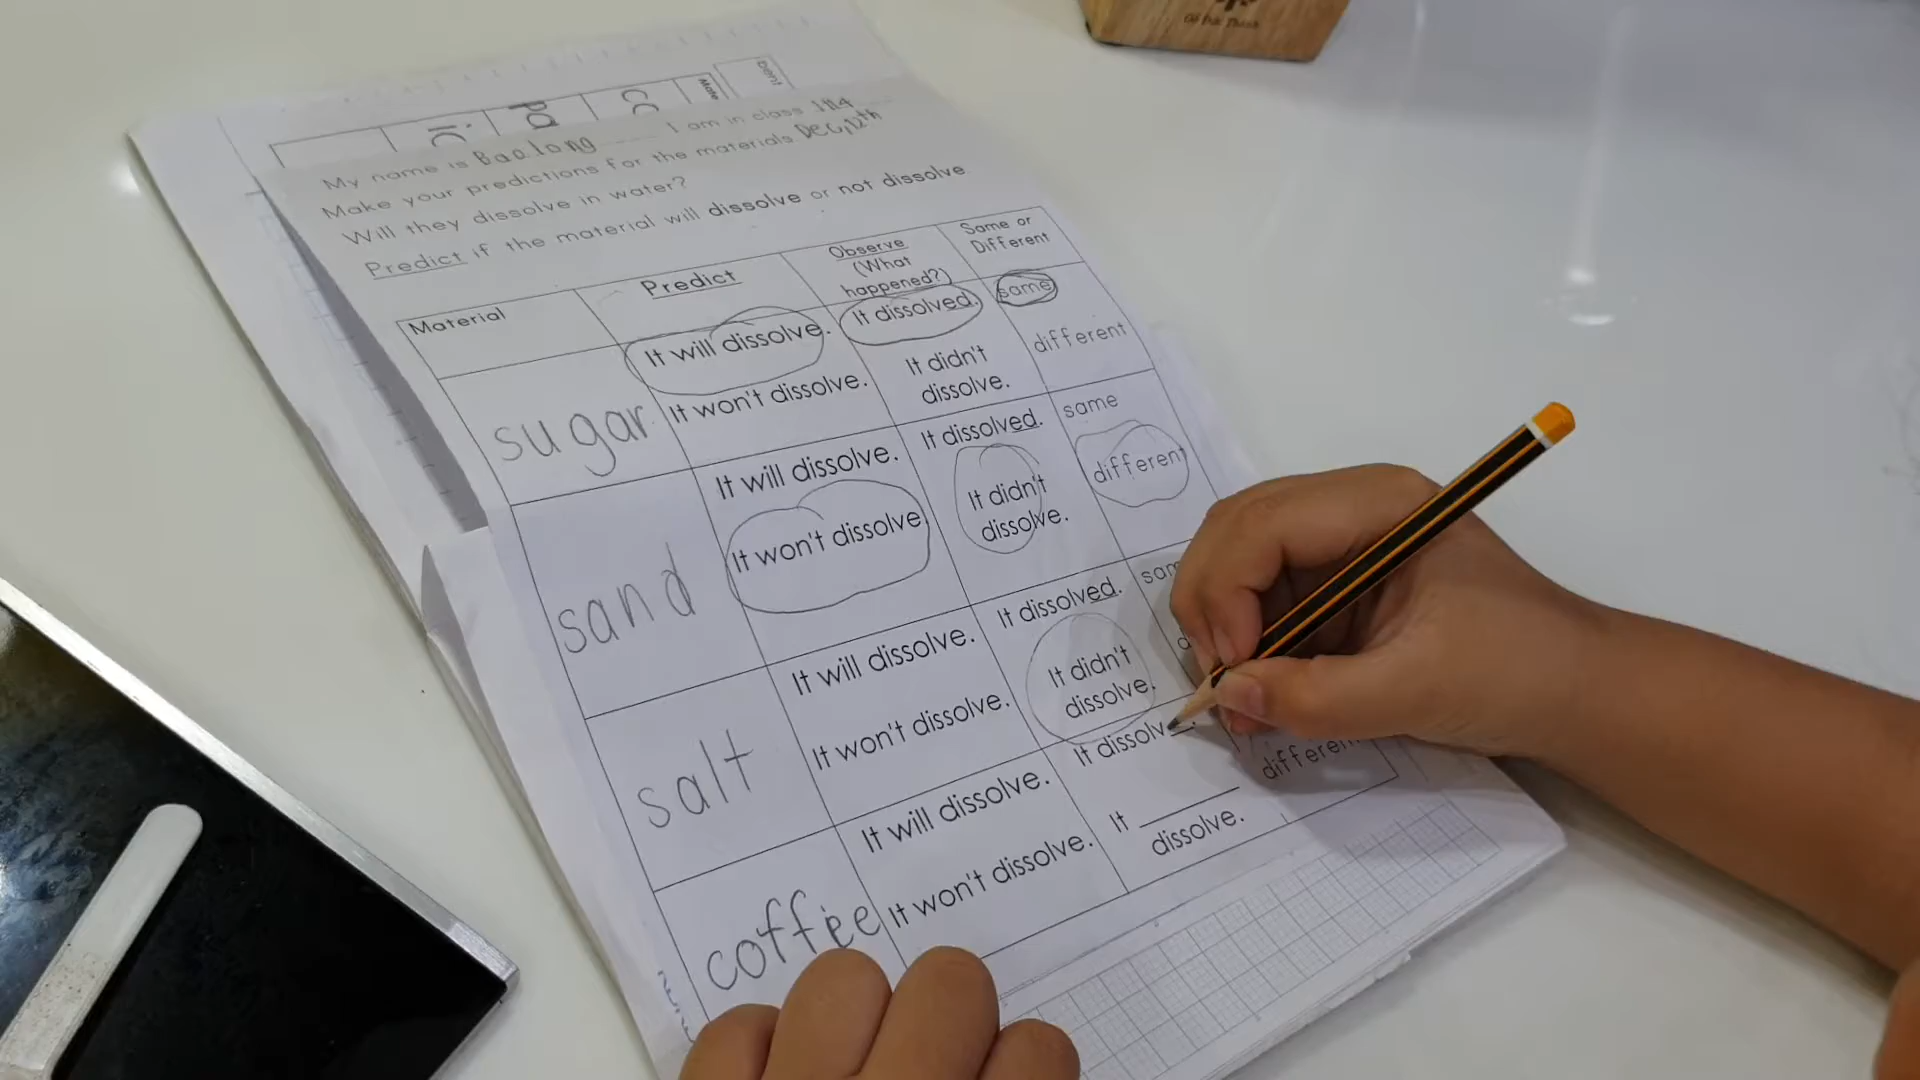 Mate
My name is Baolong I am in class 1H4
Make your predictions for the materials. Dec, 12th
Will they dissolve in water?
Predict if the material will dissolve or not dissolve
Material
Predict
Observe
(What
happened?)
Same or
Different
sugar
It will dissolve.
It won't dissolve.
It dissolved.
It didn't
dissolve.
same
different
sand
It will dissolve.
It won't dissolve.
It dissolved.
It didn't
dissolve.
same
different
salt
It will dissolve.
It won't dissolve.
It dissolved.
It didn't
dissolve.
coffee
It will dissolve.
It won't dissolve.
It dissolv
It ________
dissolve.
different